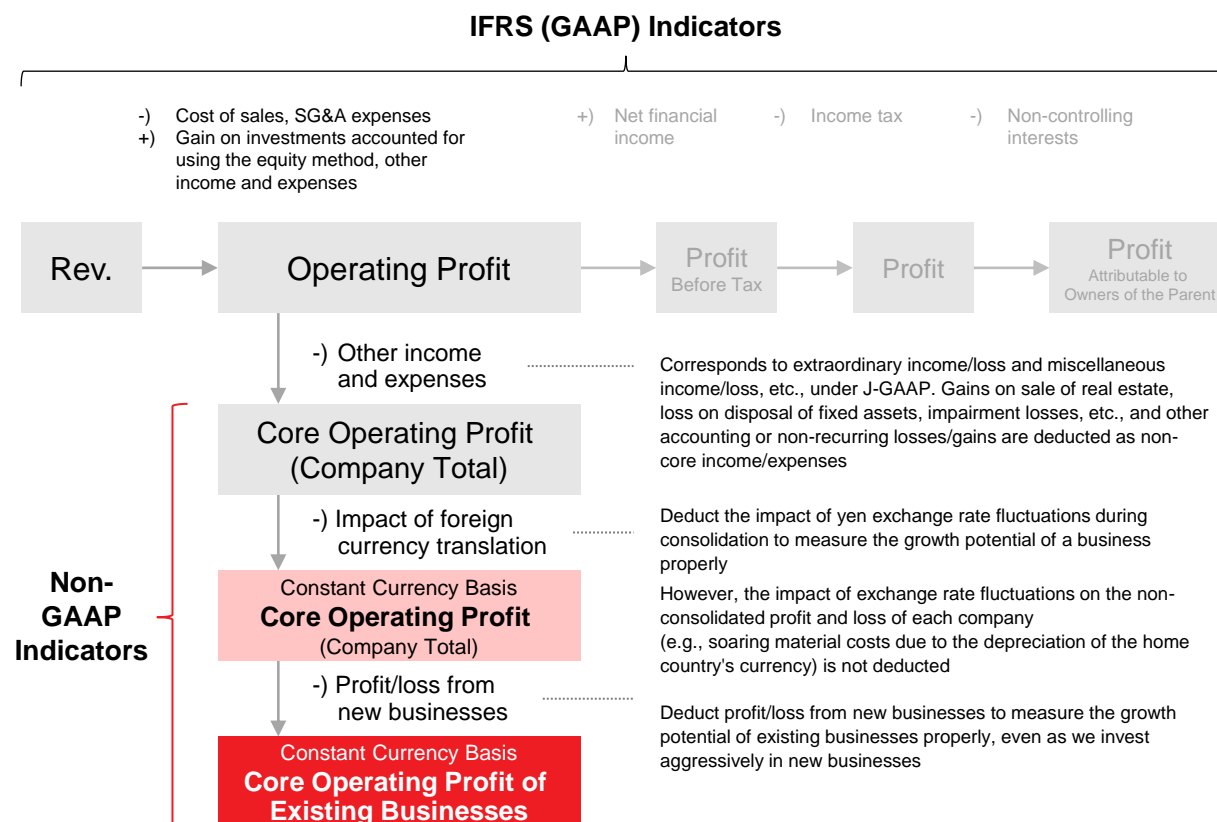 IFRS (GAAP) Indicators
-) Cost of sales, SG&A expenses
+) Gain on investments accounted for
using the equity method, other
income and expenses
+) Net financial
income
-) Income tax
-) Non-controlling
interests
Rev.
Operating Profit
Profit
Before Tax
Profit
Profit
Attributable to
Owners of the Parent
-) Other income
and expenses
Corresponds to extraordinary income/loss and miscellaneous
income/loss, etc., under J-GAAP. Gains on sale of real estate,
loss on disposal of fixed assets, impairment losses, etc., and other
accounting or non-recurring losses/gains are deducted as non-
core income/expenses
Core Operating Profit
(Company Total)
-) Impact of foreign
currency translation
Deduct the impact of yen exchange rate fluctuations during
consolidation to measure the growth potential of a business
properly
However, the impact of exchange rate fluctuations on the non-
consolidated profit and loss of each company
(e.g., soaring material costs due to the depreciation of the home
country's currency) is not deducted
Non-
GAAP
Indicators
Constant Currency Basis
Core Operating Profit
(Company Total)
-) Profit/loss from
new businesses
Deduct profit/loss from new businesses to measure the growth
potential of existing businesses properly, even as we invest
aggressively in new businesses
Constant Currency Basis
Core Operating Profit of
Existing Businesses